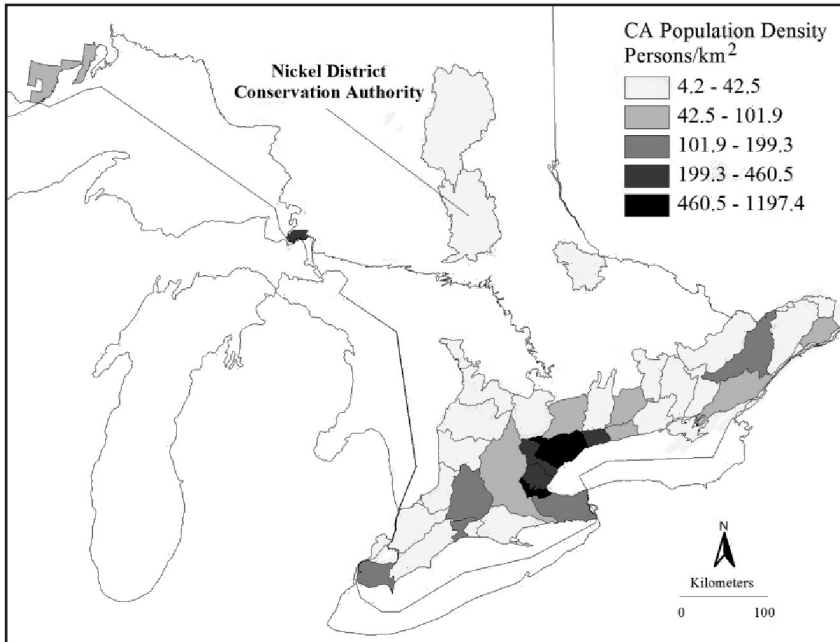 CA Population Density
Persons/km²
4.2 - 42.5
42.5 - 101.9
101.9 - 199.3
199.3 - 460.5
460.5 - 1197.4
Nickel District
Conservation Authority
N
Kilometers
0 100